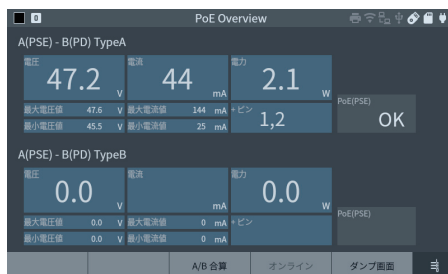 0 PoE Overview
A(PSE) - B(PD) TypeA
電圧 電流 電力
47.2 V 44 mA 2.1 W
最大電圧値 47.6 V 最大電流値 144 mA +ピン PoE(PSE)
最小電圧値 45.5 V 最小電流値 25 mA 1,2 OK
A(PSE) - B(PD) TypeB
電圧 電流 電力
0.0 V mA 0.0 W
最大電圧値 0.0 V 最大電流値 0 mA +ピン PoE(PSE)
最小電圧値 0.0 V 最小電流値 0 mA
A/B 合算 オンライン ダンプ画面